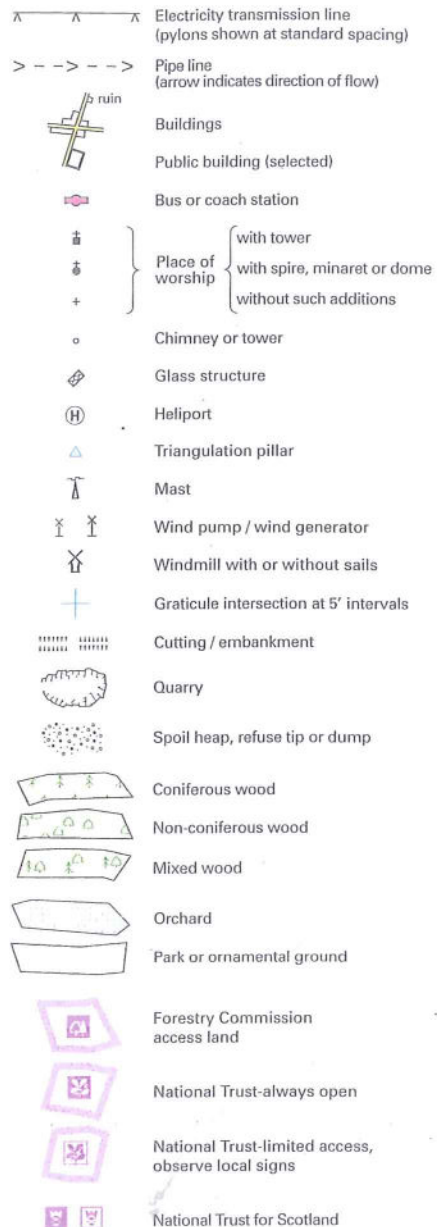 Electricity transmission line
(pylons shown at standard spacing)
Pipe line
(arrow indicates direction of flow)
ruin
Buildings
Public building (selected)
Bus or coach station
Place of
worship
with tower
with spire, minaret or dome
without such additions
Chimney or tower
Glass structure
H
Heliport
Triangulation pillar
Mast
Wind pump / wind generator
Windmill with or without sails
Graticule intersection at 5' intervals
Cutting / embankment
Quarry
Spoil heap, refuse tip or dump
Coniferous wood
Non-coniferous wood
Mixed wood
Orchard
Park or ornamental ground
Forestry Commission
access land
National Trust-always open
National Trust-limited access,
observe local signs
National Trust for Scotland